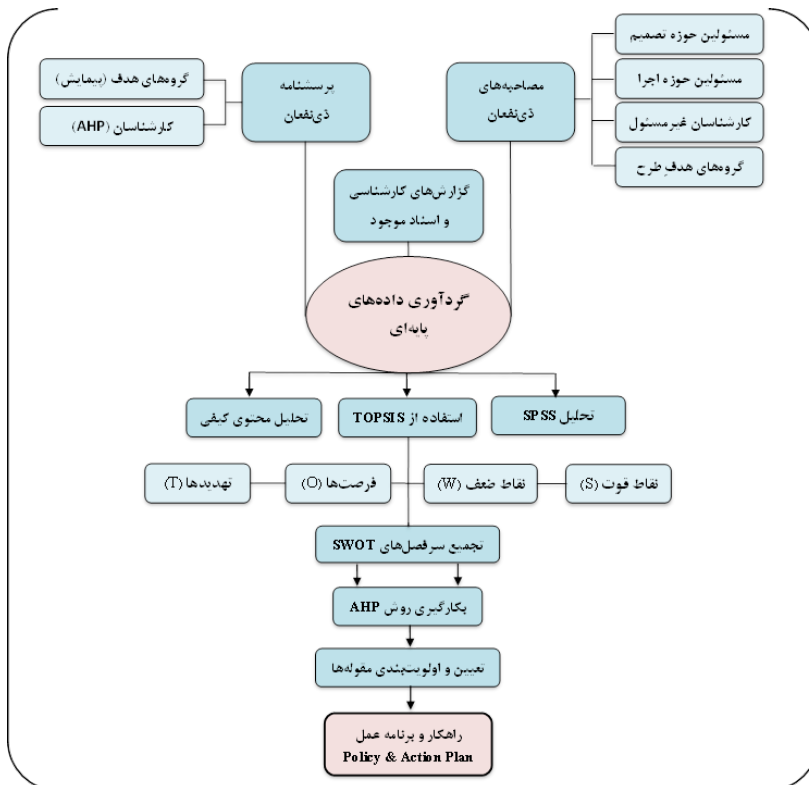 مسئولین حوزه تصمیم
مسئولین حوزه اجرا
کارشناسان غیرمسئول
گروه‌های هدفِ طرح
مصاحبه‌های
ذی‌نفعان
پرسشنامه
ذی‌نفعان
گروه‌های هدف (پیمایش)
کارشناسان (AHP)
گزارش‌های کارشناسی
و اسناد موجود
گردآوری داده‌های
پایه‌ای
تحلیل SPSS
استفاده از TOPSIS
تحلیل محتوی کیفی
نقاط قوت (S)
نقاط ضعف (W)
فرصت‌ها (O)
تهدیدها (T)
تجمیع سرفصل‌های SWOT
بکارگیری روش AHP
تعیین و اولویت‌بندی مقوله‌ها
راهکار و برنامه عمل
Policy & Action Plan